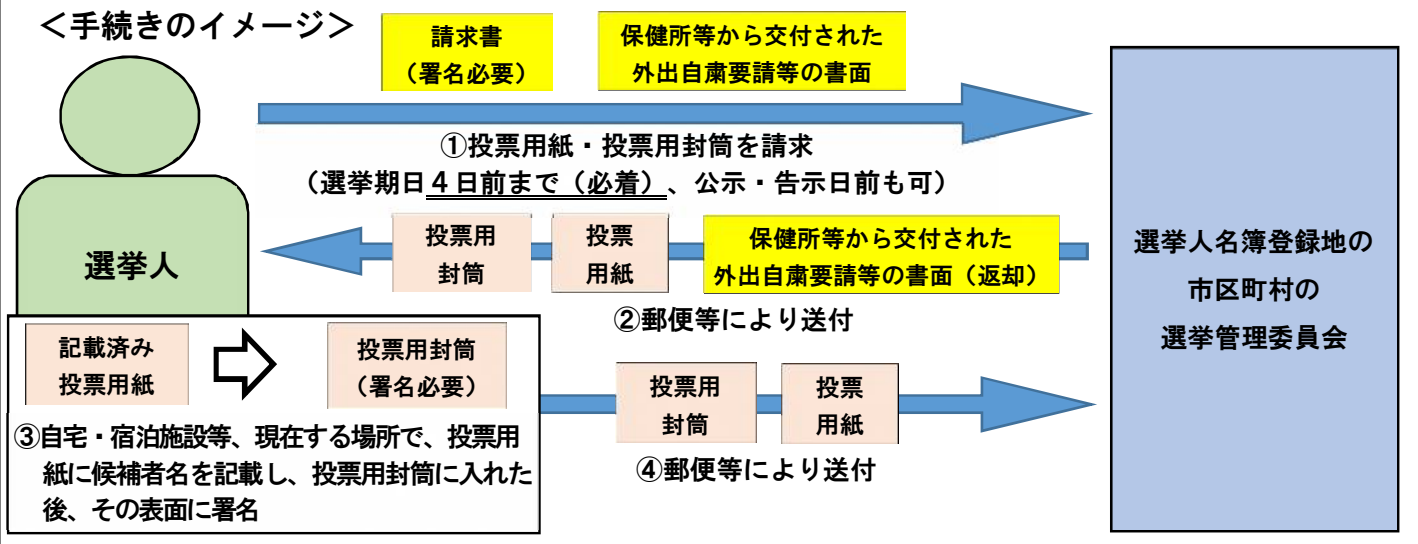 ＜手続きのイメージ＞
請求書
（署名必要）
保健所等から交付された
外出自粛要請等の書面
①投票用紙・投票用封筒を請求
（選挙期日４日前まで（必着）、公示・告示日前も可）
選挙人
投票用
封筒
投票
用紙
保健所等から交付された
外出自粛要請等の書面（返却）
②郵便等により送付
選挙人名簿登録地の
市区町村の
選挙管理委員会
記載済み
投票用紙
投票用封筒
（署名必要）
③自宅・宿泊施設等、現在する場所で、投票用
紙に候補者名を記載し、投票用封筒に入れた
後、その表面に署名
投票用
封筒
投票
用紙
④郵便等により送付